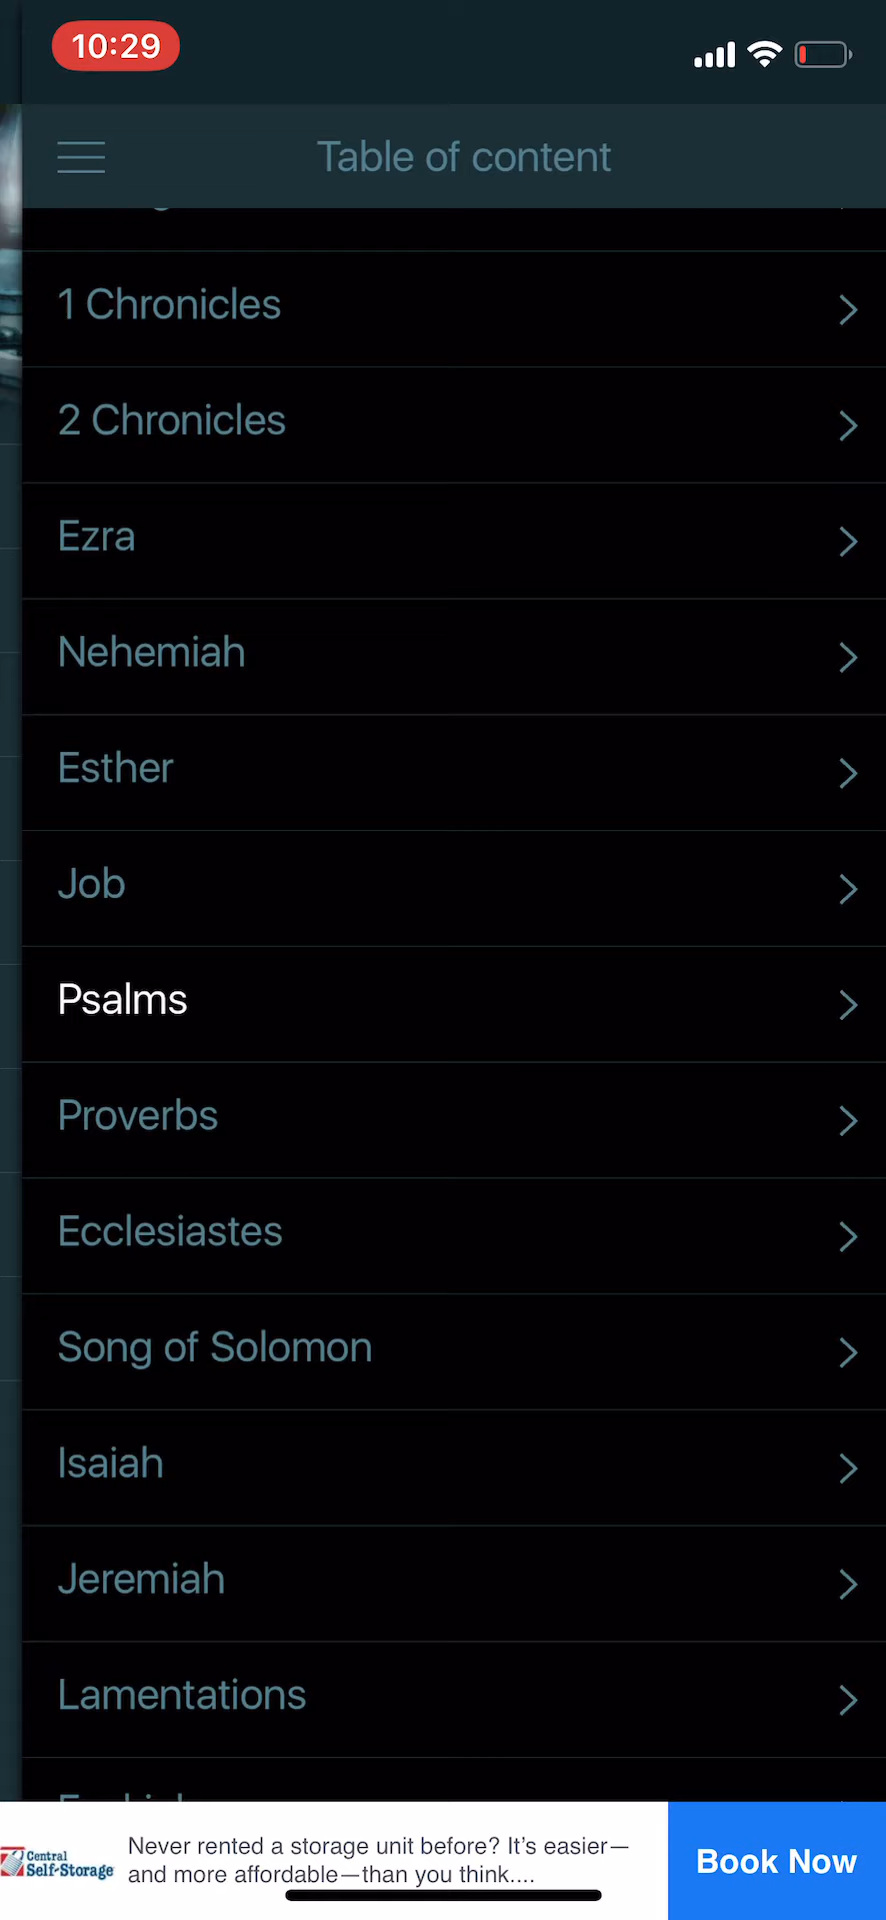 10:29
Table of content
1 Chronicles
2 Chronicles
Ezra
Nehemiah
Esther
Job
Psalms
Proverbs
Ecclesiastes
Song of Solomon
Isaiah
Jeremiah
Lamentations
Central
Self-Storage
Never rented a storage unit before? It’s easier—
and more affordable—than you think....
Book Now